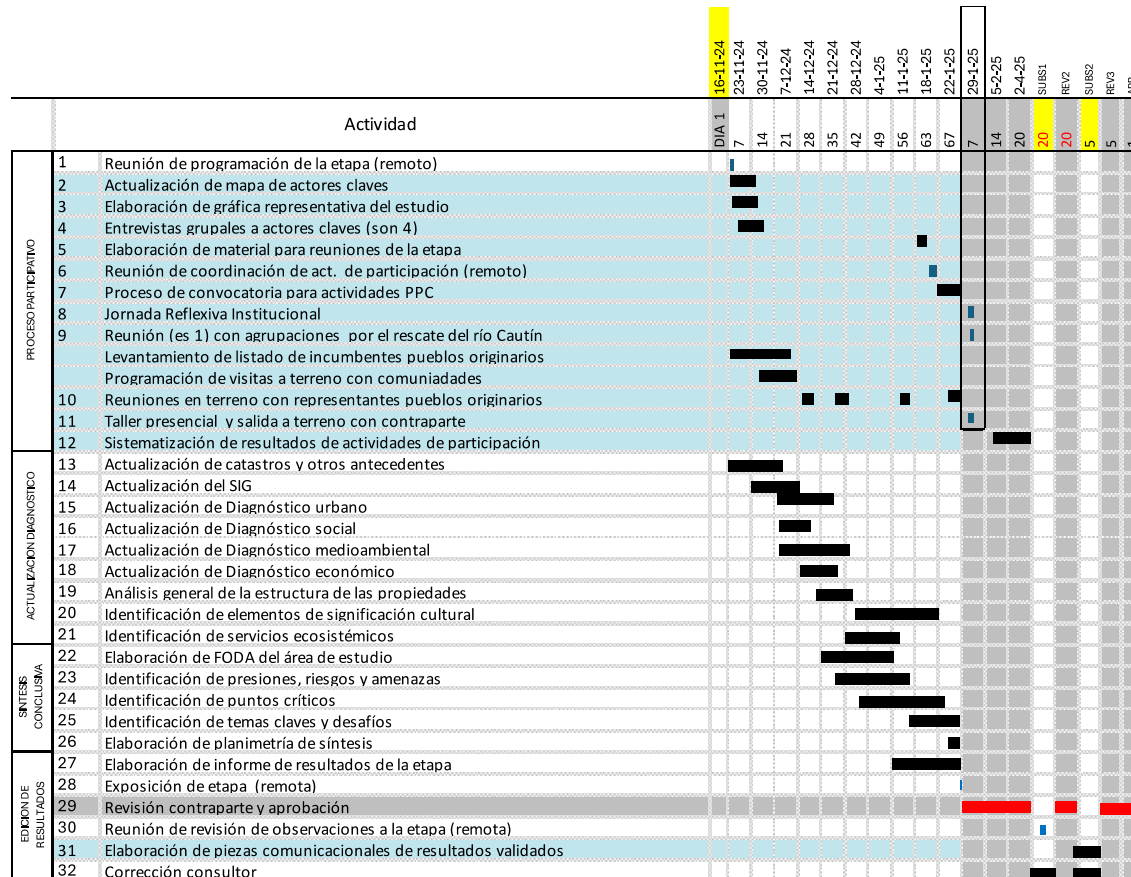 16-11-24
23-11-24
30-11-24
7-12-24
14-12-24
21-12-24
28-12-24
4-1-25
11-1-25
18-1-25
22-1-25
29-1-25
5-2-25
2-4-25
SUBS1
REV2
SUBS2
REV3
Actividad
DIA 1
7
14
21
28
35
42
49
56
63
67
7
14
20
20
20
5
5
1
PROCESO PARTICIPATIVO
1 Reunión de programación de la etapa (remoto)
2 Actualización de mapa de actores claves
3 Elaboración de gráfica representativa del estudio
4 Entrevistas grupales a actores claves (son 4)
5 Elaboración de material para reuniones de la etapa
6 Reunión de coordinación de act. de participación (remoto)
7 Proceso de convocatoria para actividades PPC
8 Jornada Reflexiva Institucional
9 Reunión (es 1) con agrupaciones por el rescate del río Cautín
Levantamiento de listado de incumbentes pueblos originarios
Programación de visitas a terreno con comuniadades
10 Reuniones en terreno con representantes pueblos originarios
11 Taller presencial y salida a terreno con contraparte
12 Sistematización de resultados de actividades de participación
ACTUALIZACION DIAGNOSTICO
13 Actualización de catastros y otros antecedentes
14 Actualización del SIG
15 Actualización de Diagnóstico urbano
16 Actualización de Diagnóstico social
17 Actualización de Diagnóstico medioambiental
18 Actualización de Diagnóstico económico
19 Análisis general de la estructura de las propiedades
20 Identificación de elementos de significación cultural
21 Identificación de servicios ecosistémicos
SINTESIS
CONCLUSIVA
22 Elaboración de FODA del área de estudio
23 Identificación de presiones, riesgos y amenazas
24 Identificación de puntos críticos
25 Identificación de temas claves y desafíos
26 Elaboración de planimetría de síntesis
EDICION DE
RESULTADOS
27 Elaboración de informe de resultados de la etapa
28 Exposición de etapa (remota)
29 Revisión contraparte y aprobación
30 Reunión de revisión de observaciones a la etapa (remota)
31 Elaboración de piezas comunicacionales de resultados validados
32 Corrección consultor